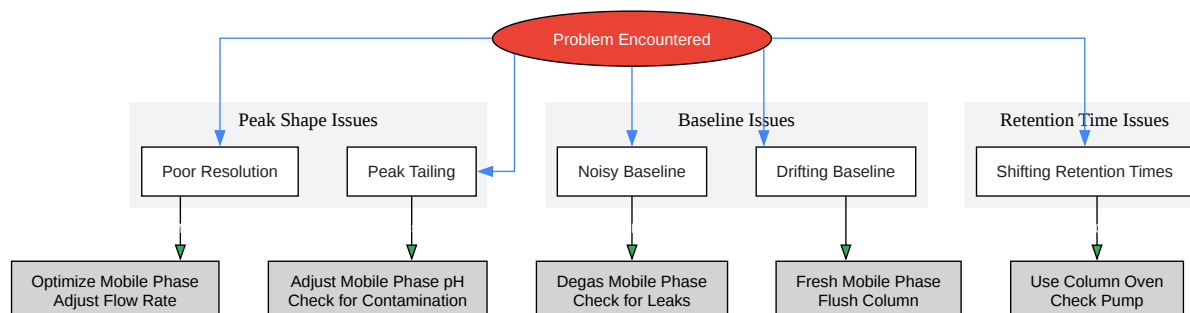 Problem Encountered
Peak Shape Issues
Baseline Issues
Retention Time Issues
Poor Resolution
Peak Tailing
Noisy Baseline
Drifting Baseline
Shifting Retention Times
Optimize Mobile Phase
Adjust Flow Rate
Adjust Mobile Phase pH
Check for Contamination
Degas Mobile Phase
Check for Leaks
Fresh Mobile Phase
Flush Column
Use Column Oven
Check Pump